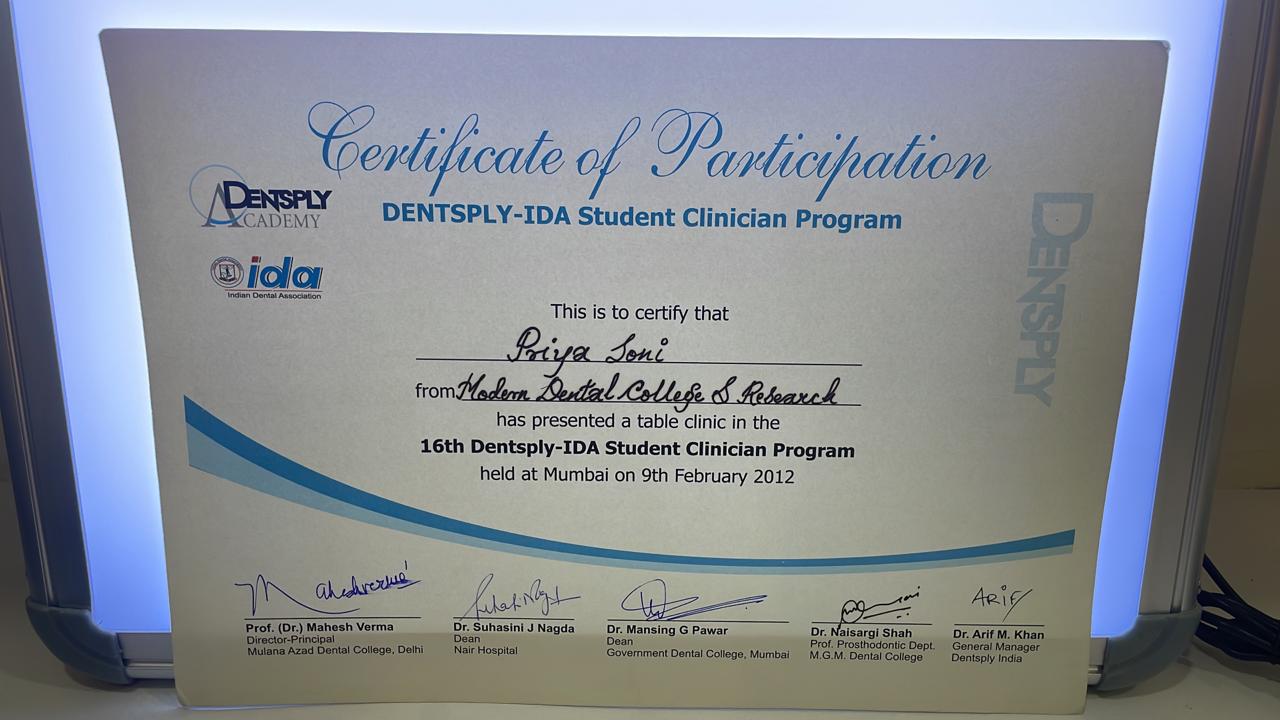 Certificate of Participation
DENTSPLY
ACADEMY
DENTSPLY-IDA Student Clinician Program
ida
Indian Dental Association
DENTSPLY
This is to certify that
Priya Soni
from Modern Dental College & Research
has presented a table clinic in the
16th Dentsply-IDA Student Clinician Program
held at Mumbai on 9th February 2012
Maheshverma
ARIF
Prof. (Dr.) Mahesh Verma
Director-Principal
Mulana Azad Dental College, Delhi
Dr. Suhasini J Nagda
Dean
Nair Hospital
Dr. Mansing G Pawar
Dean
Government Dental College, Mumbai
Dr. Naisargi Shah
Prof. Prosthodontic Dept.
M.G.M. Dental College
Dr. Arif M. Khan
General Manager
Dentsply India